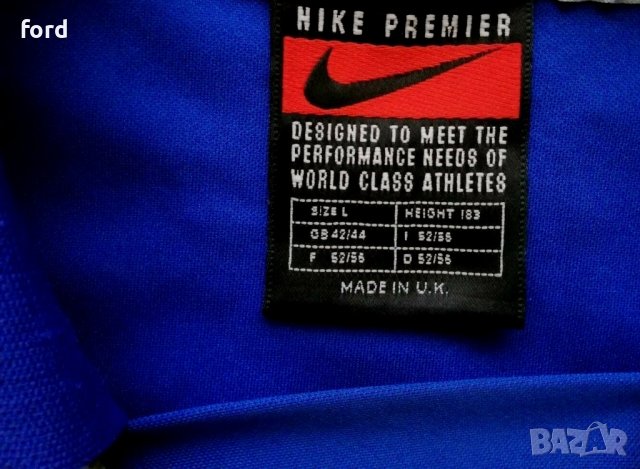 ford
NIKE PREMIER
DESIGNED TO MEET THE
PERFORMANCE NEEDS OF
WORLD CLASS ATHLETES
SIZE L HEIGHT 183
GB 42/44 I 52/56
F 52/56 D 52/56
MADE IN U.K.
BAZAR